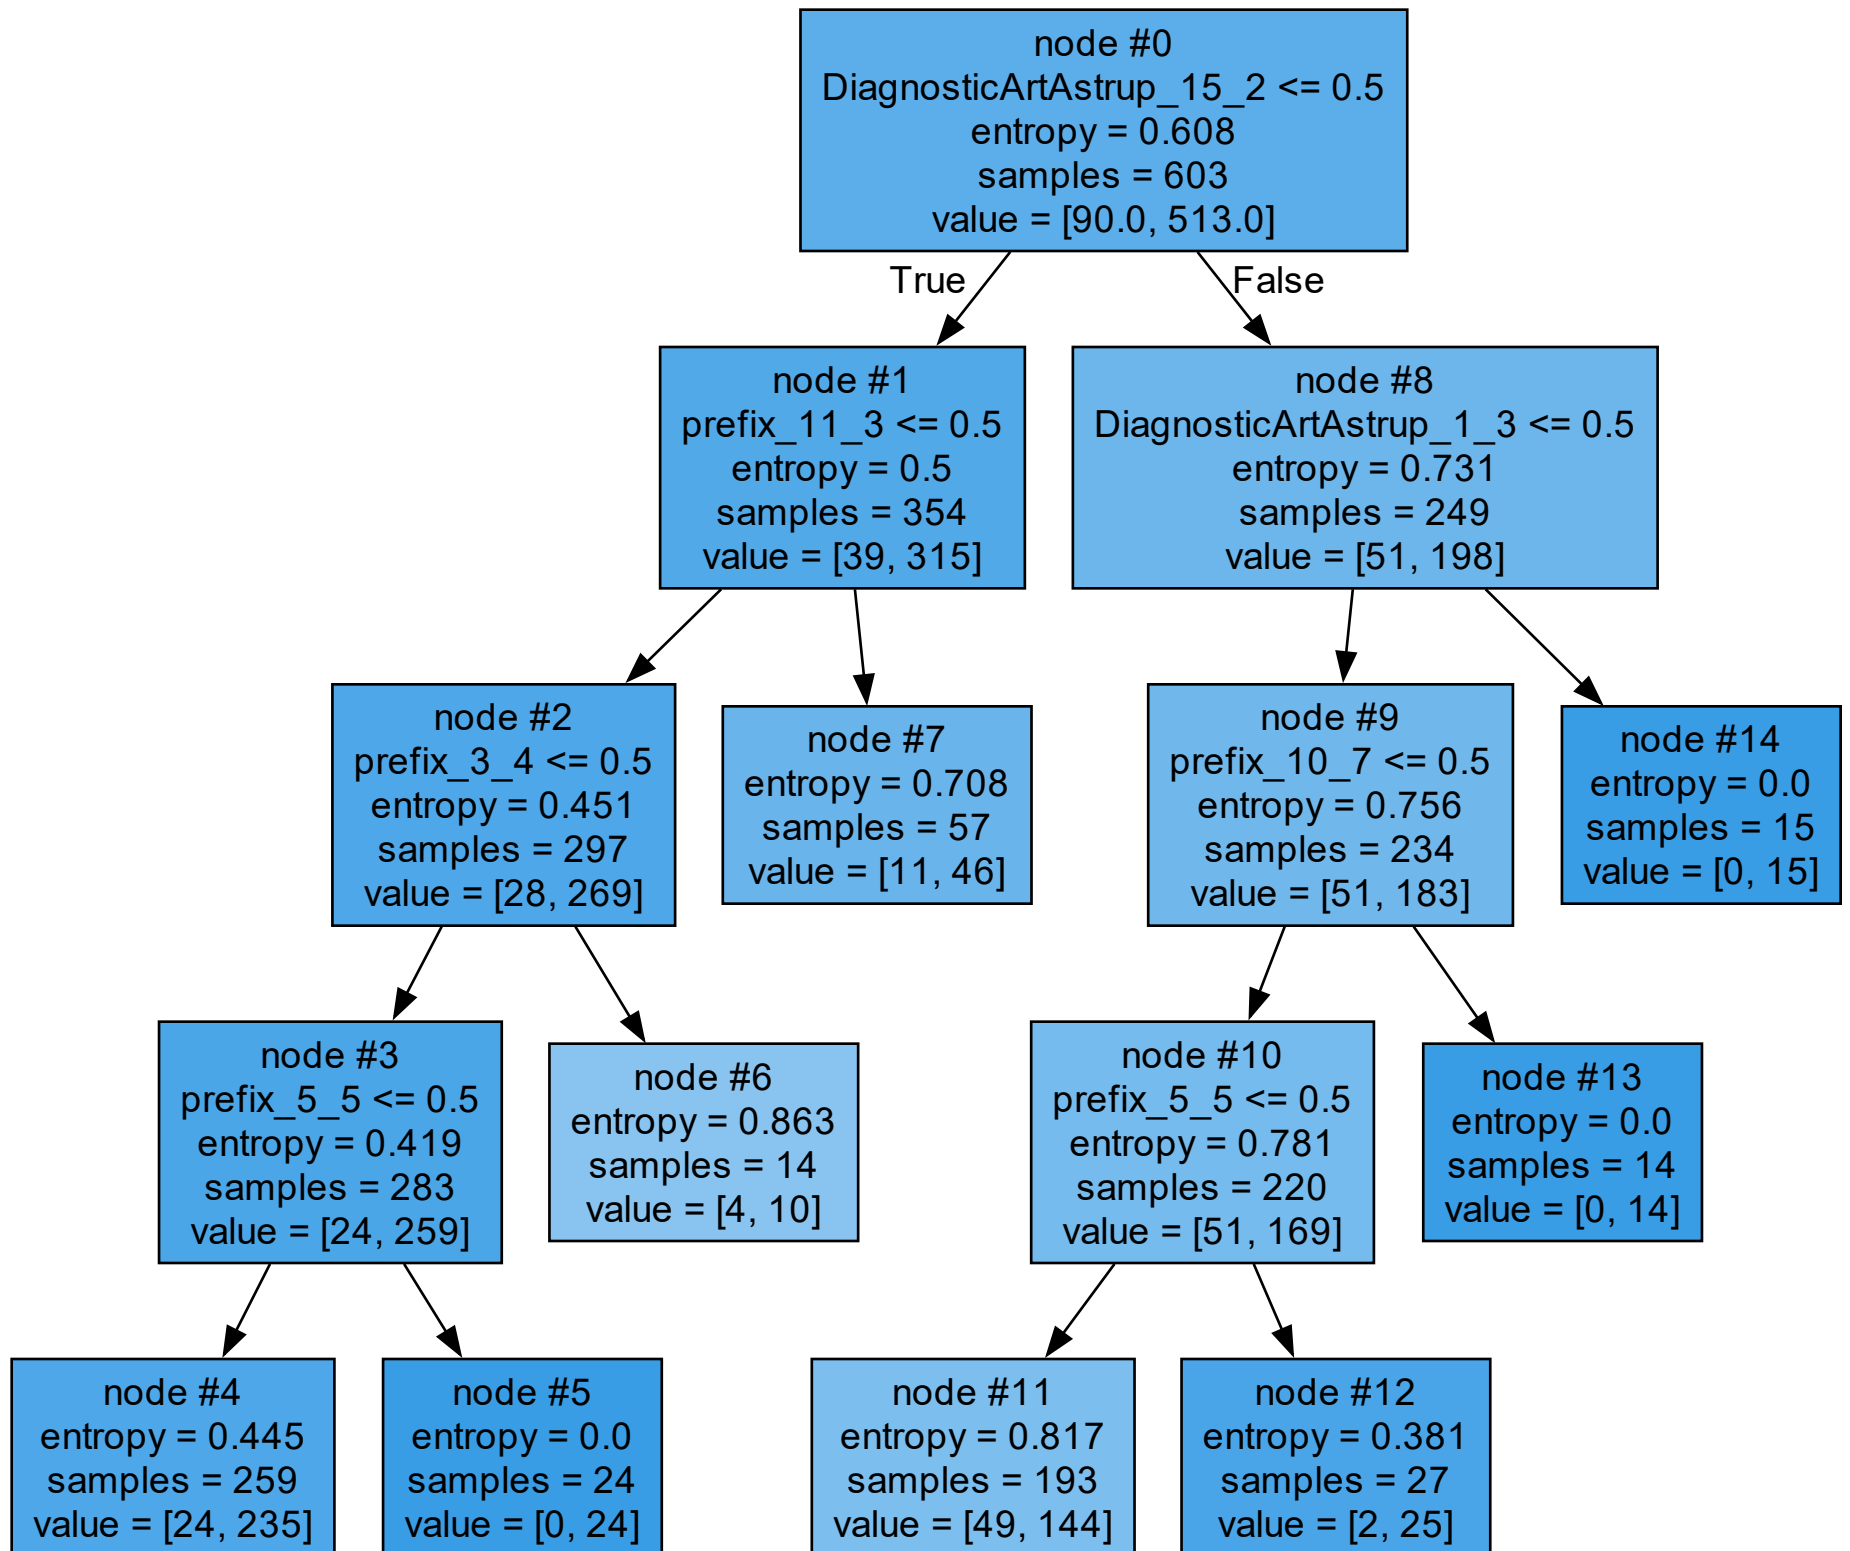 node #0
DiagnosticArtAstrup_15_2 <= 0.5
entropy = 0.608
samples = 603
value = [90.0, 513.0]
True
False
node #1
prefix_11_3 <= 0.5
entropy = 0.5
samples = 354
value = [39, 315]
node #8
DiagnosticArtAstrup_1_3 <= 0.5
entropy = 0.731
samples = 249
value = [51, 198]
node #2
prefix_3_4 <= 0.5
entropy = 0.451
samples = 297
value = [28, 269]
node #7
entropy = 0.708
samples = 57
value = [11, 46]
node #9
prefix_10_7 <= 0.5
entropy = 0.756
samples = 234
value = [51, 183]
node #14
entropy = 0.0
samples = 15
value = [0, 15]
node #3
prefix_5_5 <= 0.5
entropy = 0.419
samples = 283
value = [24, 259]
node #6
entropy = 0.863
samples = 14
value = [4, 10]
node #10
prefix_5_5 <= 0.5
entropy = 0.781
samples = 220
value = [51, 169]
node #13
entropy = 0.0
samples = 14
value = [0, 14]
node #4
entropy = 0.445
samples = 259
value = [24, 235]
node #5
entropy = 0.0
samples = 24
value = [0, 24]
node #11
entropy = 0.817
samples = 193
value = [49, 144]
node #12
entropy = 0.381
samples = 27
value = [2, 25]